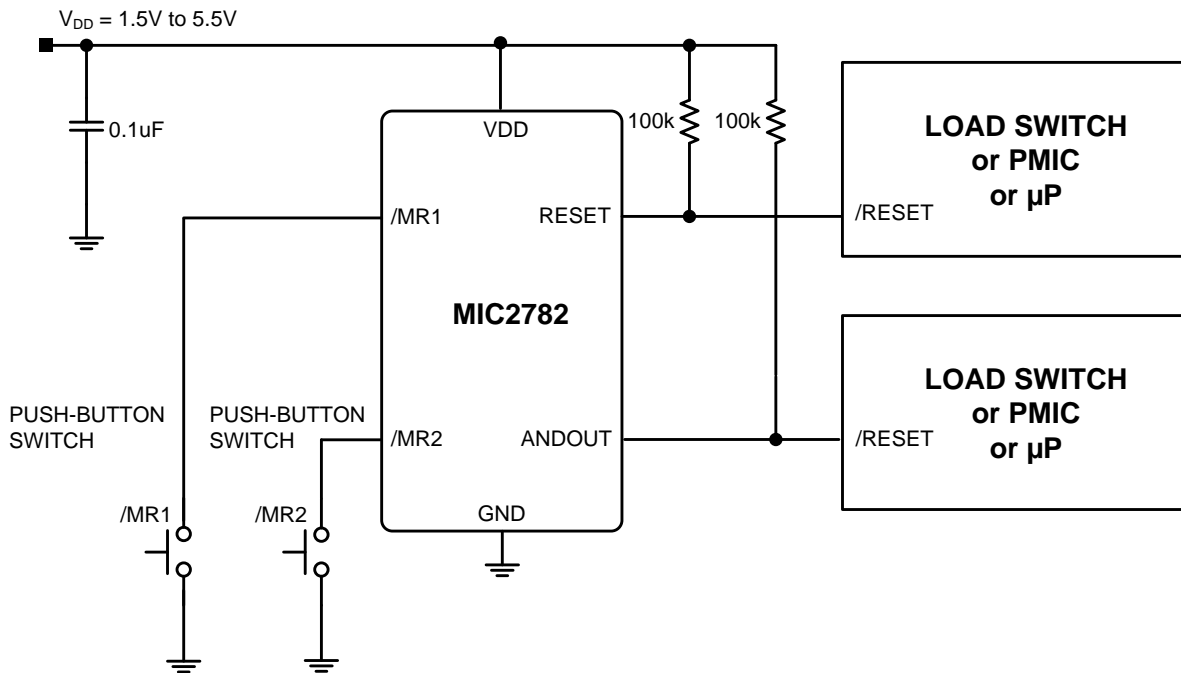 V_DD = 1.5V to 5.5V
0.1uF
VDD
100k
100k
LOAD SWITCH
or PMIC
or µP
/MR1
RESET
/RESET
MIC2782
LOAD SWITCH
or PMIC
or µP
PUSH-BUTTON
SWITCH
PUSH-BUTTON
SWITCH
/MR2
ANDOUT
/RESET
/MR1
/MR2
GND